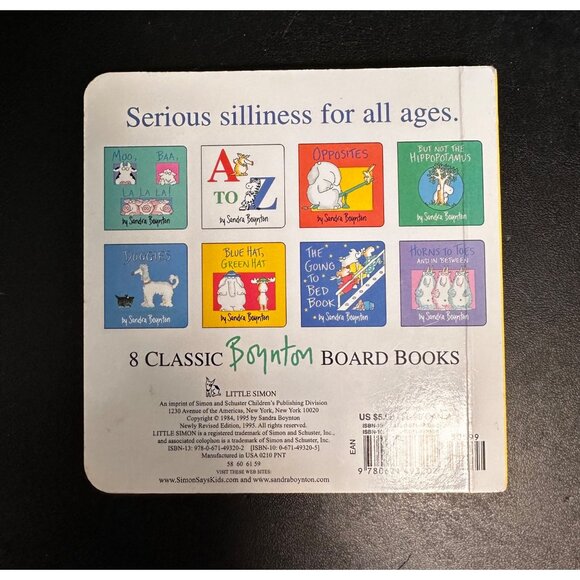 Serious silliness for all ages.
MOO, BAA,
LA LA LA!
by Sandra Boynton
A
TO Z
by Sandra Boynton
OPPOSITES
by Sandra Boynton
BUT NOT THE
HIPPOPOTAMUS
by Sandra Boynton
DOGGIES
by Sandra Boynton
BLUE HAT,
GREEN HAT
by Sandra Boynton
THE
GOING
TO
BED
BOOK
by Sandra Boynton
HORNS TO TOES
AND IN BETWEEN
by Sandra Boynton
8 CLASSIC Boynton BOARD BOOKS
LITTLE SIMON
An imprint of Simon and Schuster Children's Publishing Division
1230 Avenue of the Americas, New York, New York 10020
Copyright © 1984, 1995 by Sandra Boynton
Newly Revised Edition, 1995. All rights reserved.
LITTLE SIMON is a registered trademark of Simon and Schuster, Inc.,
and associated colophon is a trademark of Simon and Schuster, Inc.
ISBN-13: 978-0-671-49320-2 [ISBN-10: 0-671-49320-5]
Manufactured in USA 0210 PNT
58 60 61 59
VISIT THESE WEB SITES:
www.SimonSaysKids.com and www.sandraboynton.com
US
EAN